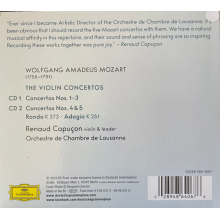 "Ever since I became Artistic Director of the Orchestre de Chambre de Lausanne, it's
been obvious that I should record the five Mozart concertos with them. We have a natural
musical affinity in this repertoire, and their sound and sense of phrasing are so inspiring.
Recording these works together was pure joy." – Renaud Capuçon
WOLFGANG AMADEUS MOZART
(1756–1791)
THE VIOLIN CONCERTOS
CD 1 Concertos Nos. 1–3
CD 2 Concertos Nos. 4 & 5
Rondo K 373 · Adagio K 261
Renaud Capuçon violin & leader
Orchestre de Chambre de Lausanne